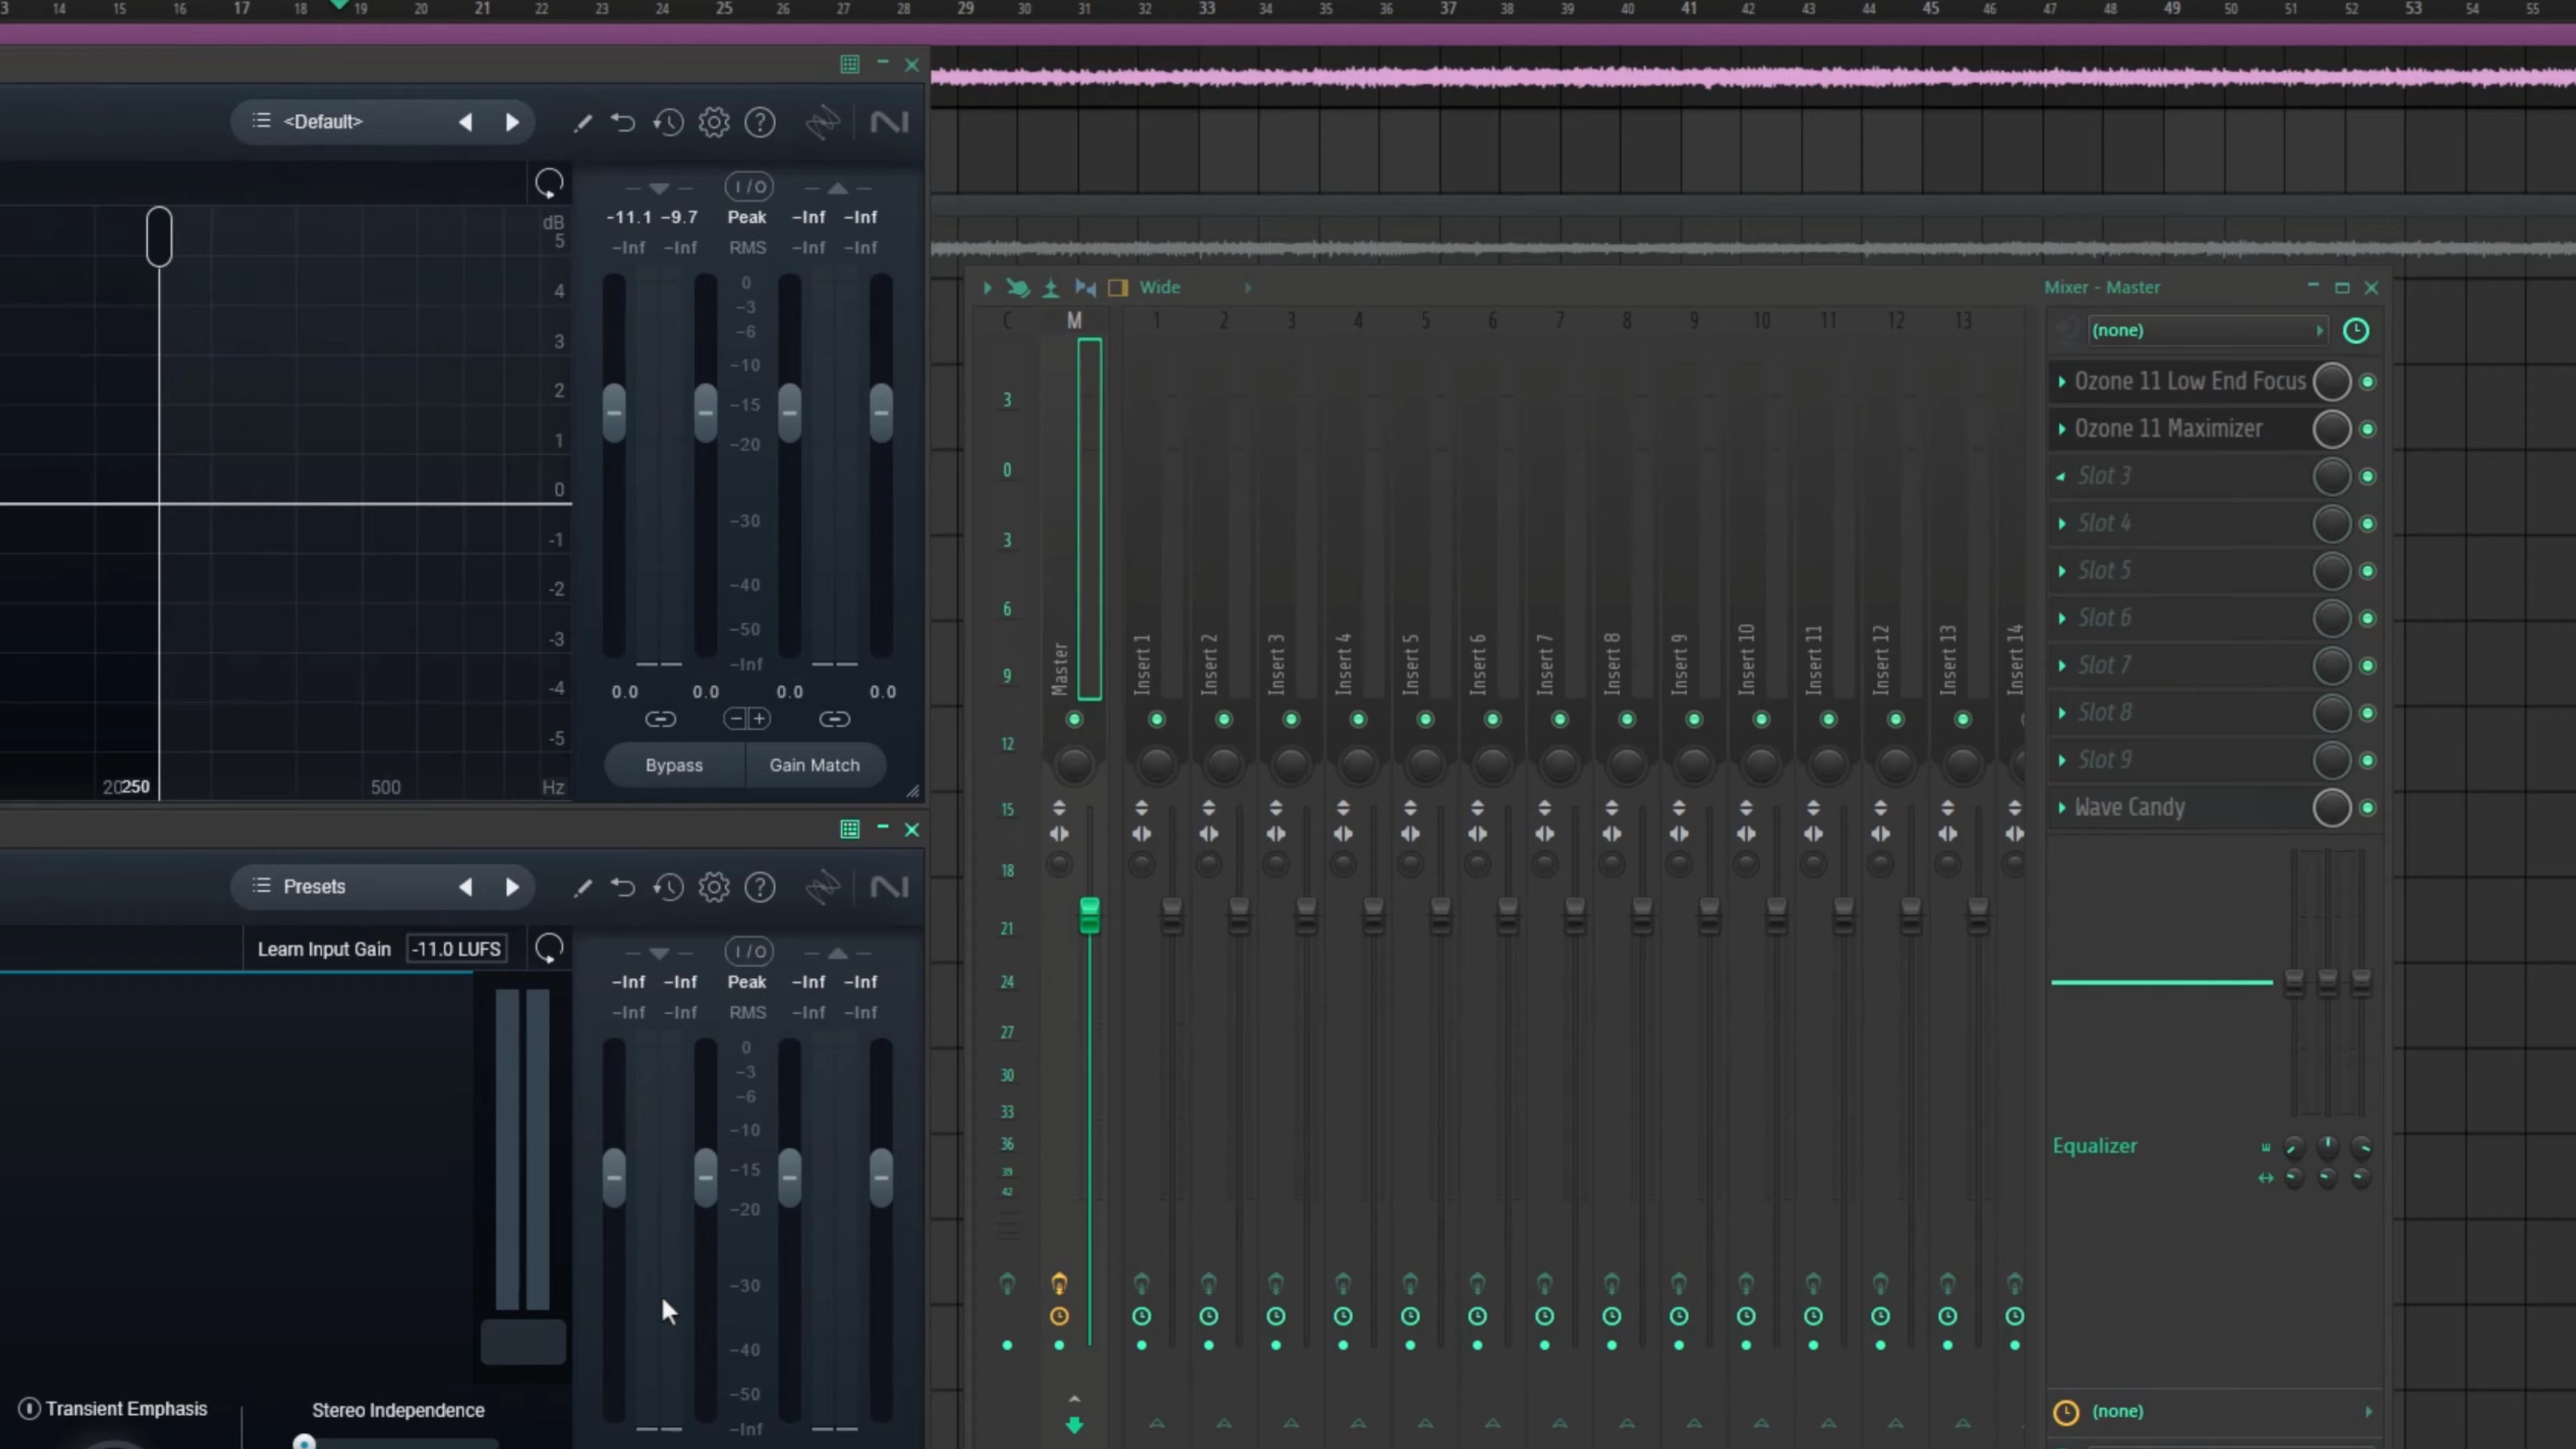 3 14 15 16 17 18 19 20 21 22 23 24 25 26 27 28 29 30 31 32 33 34 35 36 37 38 39 40 41 42 43 44 45 46 47 48 49 50 51 52 53 54 55
<Default>
I/O
-11.1 -9.7 Peak -Inf -Inf
-Inf -Inf RMS -Inf -Inf
dB
5
4
3
2
1
0
-1
-2
-3
-4
-5
0
-3
-6
-10
-15
-20
-30
-40
-50
-Inf
0.0 0.0 0.0 0.0
Bypass Gain Match
250 500 Hz
Presets
Learn Input Gain -11.0 LUFS
I/O
-Inf -Inf Peak -Inf -Inf
-Inf -Inf RMS -Inf -Inf
0
-3
-6
-10
-15
-20
-30
-40
-50
-Inf
Transient Emphasis
Stereo Independence
Wide
C M 1 2 3 4 5 6 7 8 9 10 11 12 13
3
0
3
6
9
12
15
18
21
24
27
30
33
36
39
42
Master
Insert 1
Insert 2
Insert 3
Insert 4
Insert 5
Insert 6
Insert 7
Insert 8
Insert 9
Insert 10
Insert 11
Insert 12
Insert 13
Insert 14
Mixer - Master
(none)
Ozone 11 Low End Focus
Ozone 11 Maximizer
Slot 3
Slot 4
Slot 5
Slot 6
Slot 7
Slot 8
Slot 9
Wave Candy
Equalizer
(none)